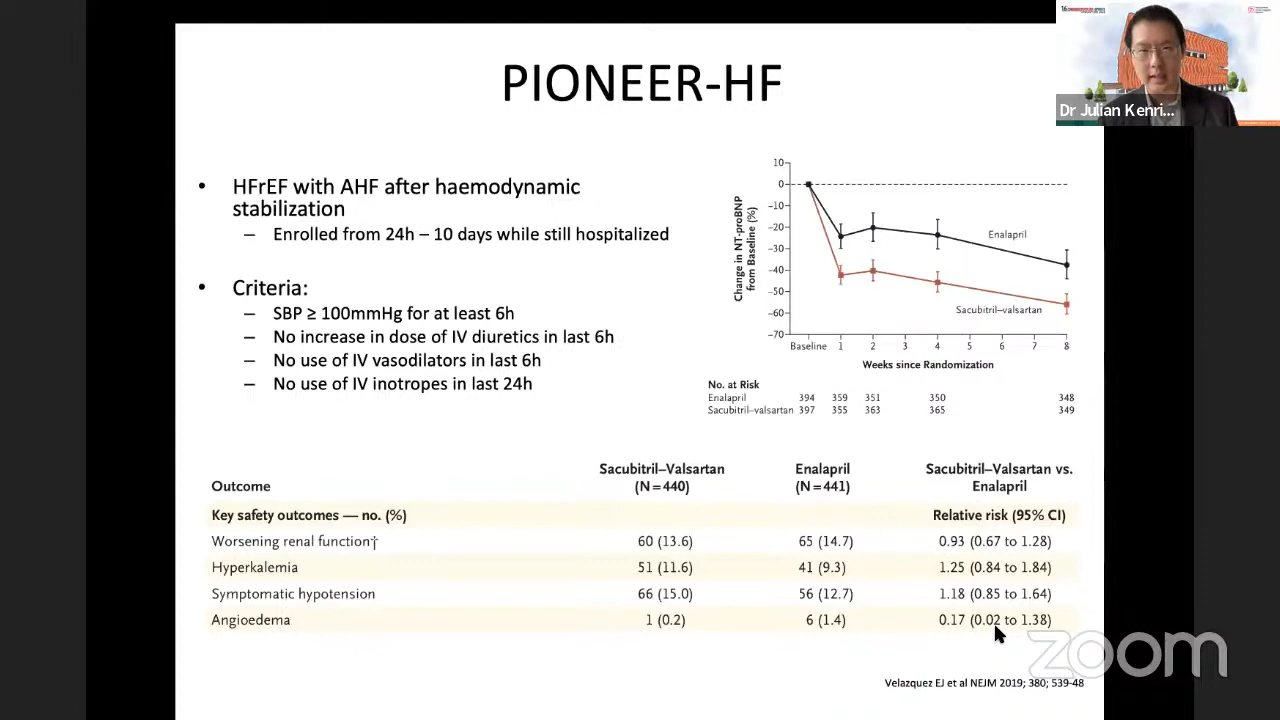 PIONEER-HF
Dr Julian Kenri...
• HFrEF with AHF after haemodynamic
stabilization
– Enrolled from 24h – 10 days while still hospitalized
• Criteria:
– SBP ≥ 100mmHg for at least 6h
– No increase in dose of IV diuretics in last 6h
– No use of IV vasodilators in last 6h
– No use of IV inotropes in last 24h
Change in NT-proBNP
from Baseline (%)
10
0
−10
−20
−30
−40
−50
−60
−70
Enalapril
Sacubitril–valsartan
Baseline 1 2 3 4 5 6 7 8
Weeks since Randomization
No. at Risk
Enalapril 394 359 351 350 348
Sacubitril–valsartan 397 355 363 365 349
Outcome Sacubitril–Valsartan (N=440) Enalapril (N=441) Sacubitril–Valsartan vs. Enalapril
Key safety outcomes — no. (%) Relative risk (95% CI)
Worsening renal function† 60 (13.6) 65 (14.7) 0.93 (0.67 to 1.28)
Hyperkalemia 51 (11.6) 41 (9.3) 1.25 (0.84 to 1.84)
Symptomatic hypotension 66 (15.0) 56 (12.7) 1.18 (0.85 to 1.64)
Angioedema 1 (0.2) 6 (1.4) 0.17 (0.02 to 1.38)
zoom
Velazquez EJ et al NEJM 2019; 380; 539-48